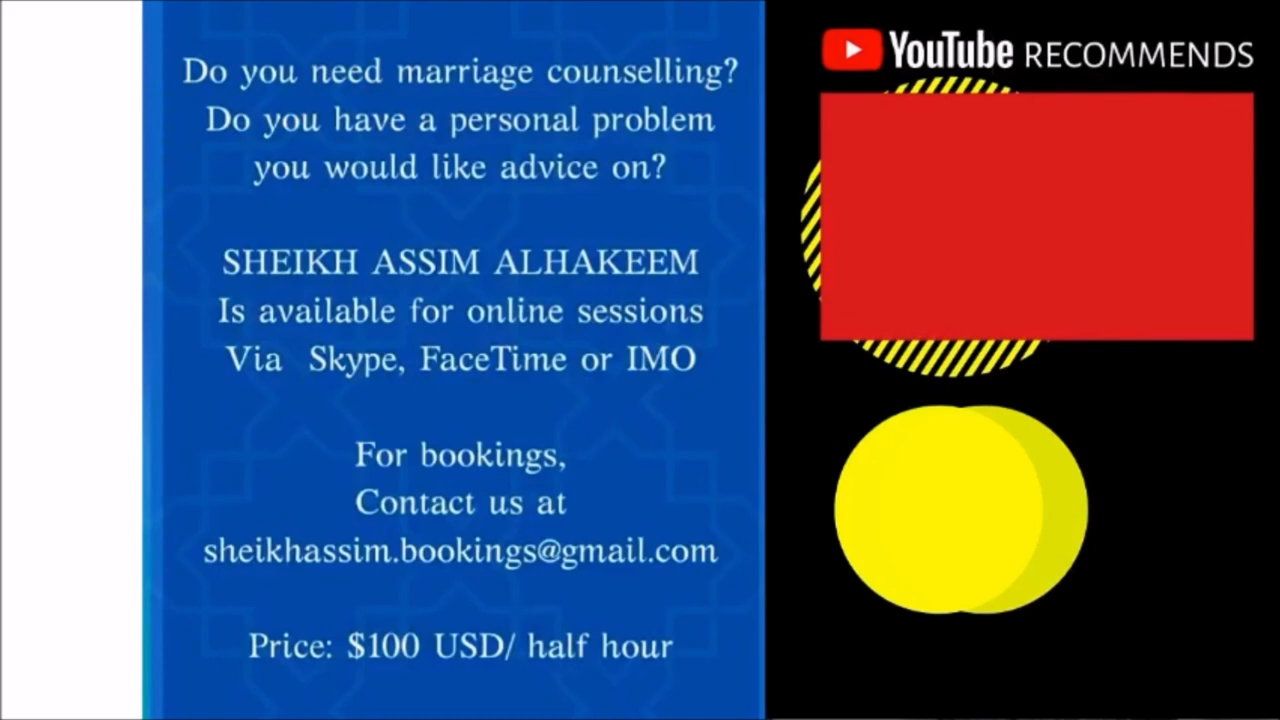 Do you need marriage counselling?
Do you have a personal problem
you would like advice on?
SHEIKH ASSIM ALHAKEEM
Is available for online sessions
Via Skype, FaceTime or IMO
For bookings,
Contact us at
sheikhassim.bookings@gmail.com
Price: $100 USD/ half hour
YouTube RECOMMENDS